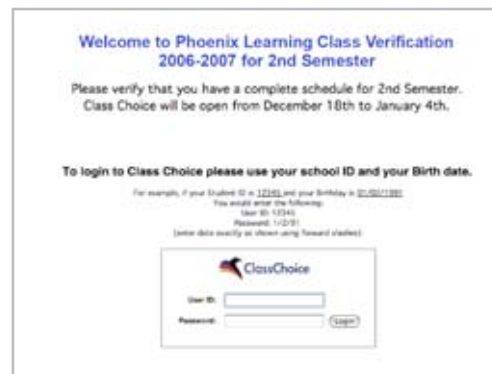 Welcome to Phoenix Learning Class Verification
2006-2007 for 2nd Semester
Please verify that you have a complete schedule for 2nd Semester.
Class Choice will be open from December 18th to January 4th.
To login to Class Choice please use your school ID and your Birth date.
For example, if your Student ID is 12345 and your Birthday is 01/02/1991
You would enter the following:
User ID: 12345
Password: 1/2/91
(enter date exactly as shown using forward slashes)
ClassChoice
User ID:
Password:
Login